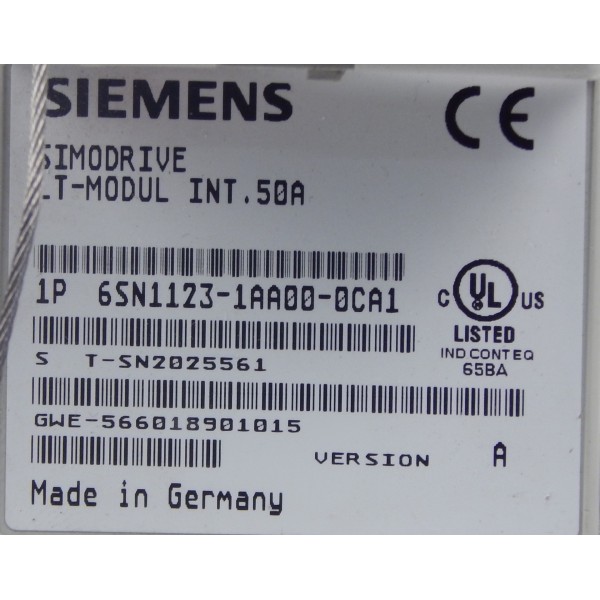 SIEMENS
CE
SIMODRIVE
LT-MODUL INT.50A
1P 6SN1123-1AA00-0CA1
C UL US
LISTED
IND CONT EQ
65BA
S T-SN2025561
GWE-566018901015
VERSION A
Made in Germany